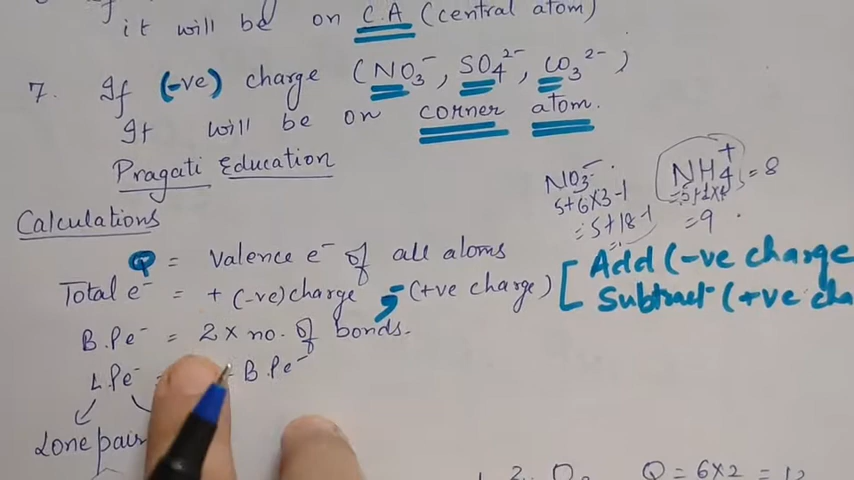 it will be on C.A (central atom)
7. If (-ve) charge (NO₃⁻, SO₄²⁻, CO₃²⁻)
It will be on corner atom.
Pragati Education
NO₃⁻
5+6×3-1
=5+18-1
NH₄⁺
=8
=9
Calculations
Q = Valence e⁻ of all atoms
Total e⁻ = + (-ve) charge , - (+ve charge)
[ Add (-ve charge
Subtract (+ve cha
B.Pe⁻ = 2 × no. of bonds.
L.Pe⁻ = - B.Pe⁻
Lone pair
2. O₂ Q = 6×2 = 12